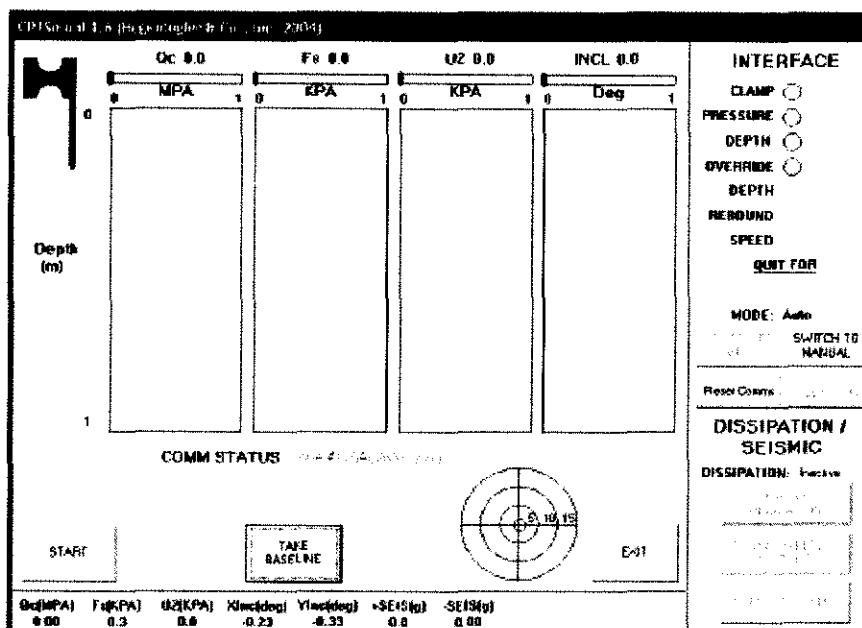 Qc 0.0 Fs 0.0 U2 0.0 INCL 0.0
MPA KPA KPA Deg
0 1 0 1 0 1 0 1
0
Depth
(m)
1
INTERFACE
CLAMP
PRESSURE
DEPTH
OVERRIDE
DEPTH
REBOUND
SPEED
QUIT FOR
MODE: Auto
SWITCH TO
MANUAL
Reset Comms
COMM STATUS
5 10 15
DISSIPATION /
SEISMIC
DISSIPATION: Inactive
START
TAKE
BASELINE
EXIT
Qc(MPA) Fs(KPA) U2(KPA) XInc(deg) YInc(deg) +SEIS(g) -SEIS(g)
0.00 0.3 0.0 -0.23 -0.33 0.0 0.00